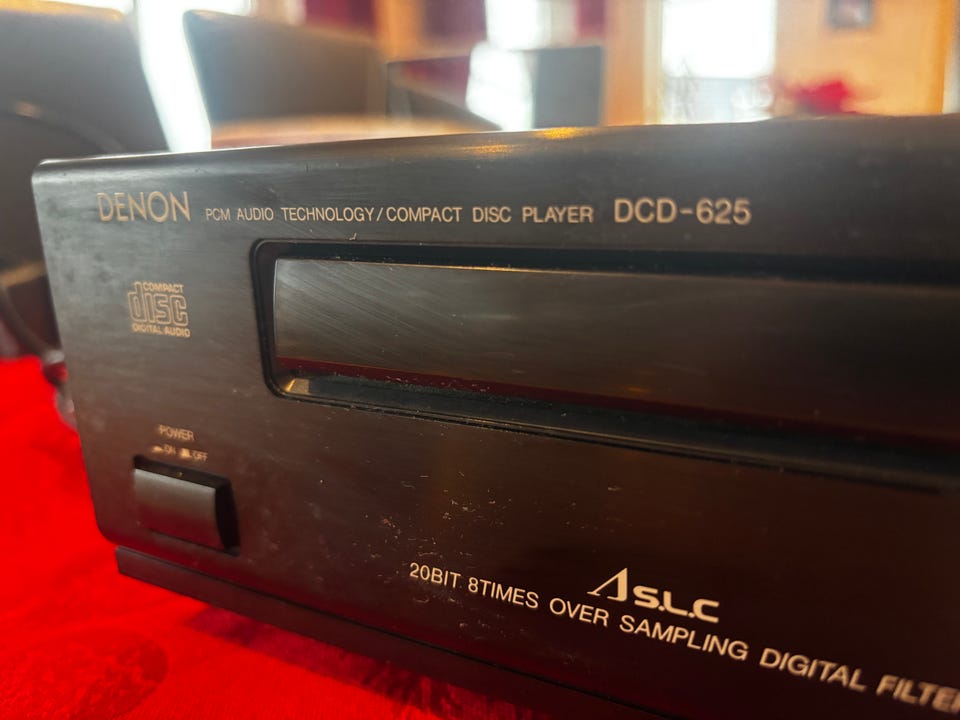 DENON PCM AUDIO TECHNOLOGY/COMPACT DISC PLAYER DCD-625
COMPACT
disc
DIGITAL AUDIO
POWER
ON OFF
Λ S.L.C
20BIT 8TIMES OVER SAMPLING DIGITAL FILTE